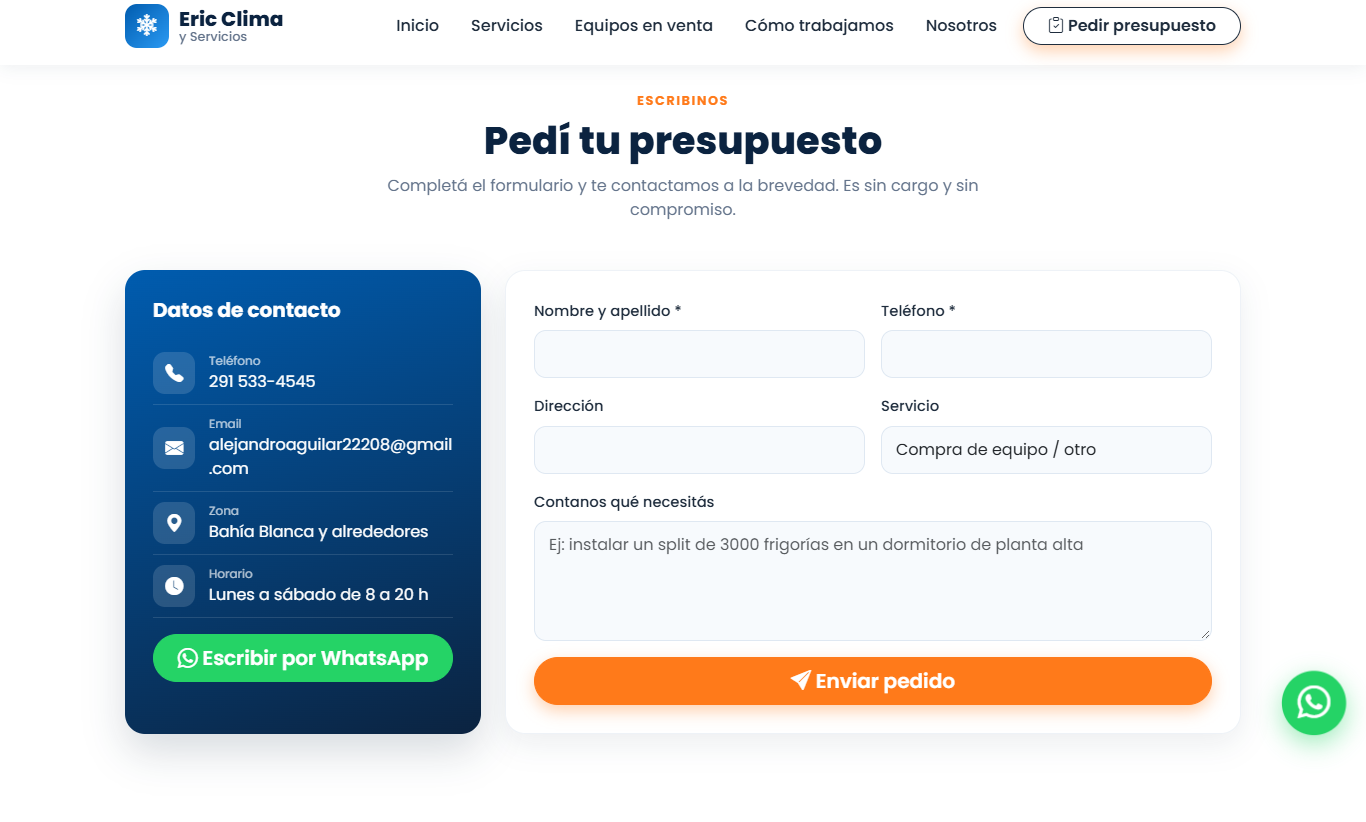 Eric Clima
y Servicios
Inicio
Servicios
Equipos en venta
Cómo trabajamos
Nosotros
Pedir presupuesto
ESCRIBINOS
Pedí tu presupuesto
Completá el formulario y te contactamos a la brevedad. Es sin cargo y sin
compromiso.
Datos de contacto
Teléfono
291 533-4545
Email
alejandroaguilar22208@gmail
.com
Zona
Bahía Blanca y alrededores
Horario
Lunes a sábado de 8 a 20 h
Escribir por WhatsApp
Nombre y apellido *
Teléfono *
Dirección
Servicio
Compra de equipo / otro
Contanos qué necesitás
Ej: instalar un split de 3000 frigorías en un dormitorio de planta alta
Enviar pedido